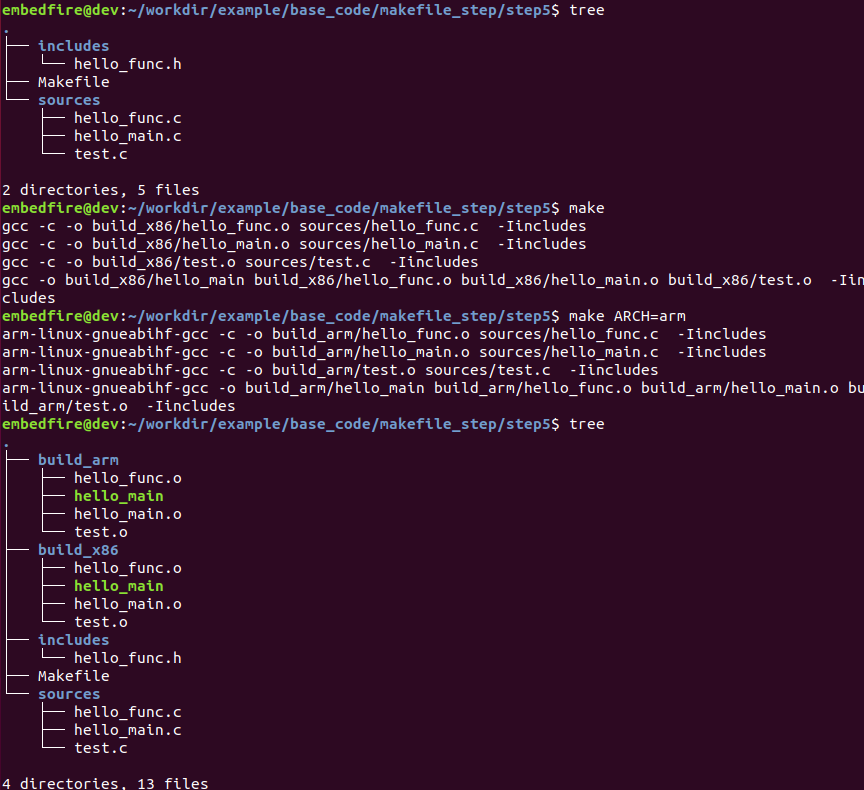 embedfire@dev:~/workdir/example/base_code/makefile_step/step5$ tree
.
├── includes
│   └── hello_func.h
├── Makefile
└── sources
    ├── hello_func.c
    ├── hello_main.c
    └── test.c
2 directories, 5 files
embedfire@dev:~/workdir/example/base_code/makefile_step/step5$ make
gcc -c -o build_x86/hello_func.o sources/hello_func.c  -Iincludes
gcc -c -o build_x86/hello_main.o sources/hello_main.c  -Iincludes
gcc -c -o build_x86/test.o sources/test.c  -Iincludes
gcc -o build_x86/hello_main build_x86/hello_func.o build_x86/hello_main.o build_x86/test.o  -Iin
cludes
embedfire@dev:~/workdir/example/base_code/makefile_step/step5$ make ARCH=arm
arm-linux-gnueabihf-gcc -c -o build_arm/hello_func.o sources/hello_func.c  -Iincludes
arm-linux-gnueabihf-gcc -c -o build_arm/hello_main.o sources/hello_main.c  -Iincludes
arm-linux-gnueabihf-gcc -c -o build_arm/test.o sources/test.c  -Iincludes
arm-linux-gnueabihf-gcc -o build_arm/hello_main build_arm/hello_func.o build_arm/hello_main.o bu
ild_arm/test.o  -Iincludes
embedfire@dev:~/workdir/example/base_code/makefile_step/step5$ tree
.
├── build_arm
│   ├── hello_func.o
│   ├── hello_main
│   ├── hello_main.o
│   └── test.o
├── build_x86
│   ├── hello_func.o
│   ├── hello_main
│   ├── hello_main.o
│   └── test.o
├── includes
│   └── hello_func.h
├── Makefile
└── sources
    ├── hello_func.c
    ├── hello_main.c
    └── test.c
4 directories, 13 files